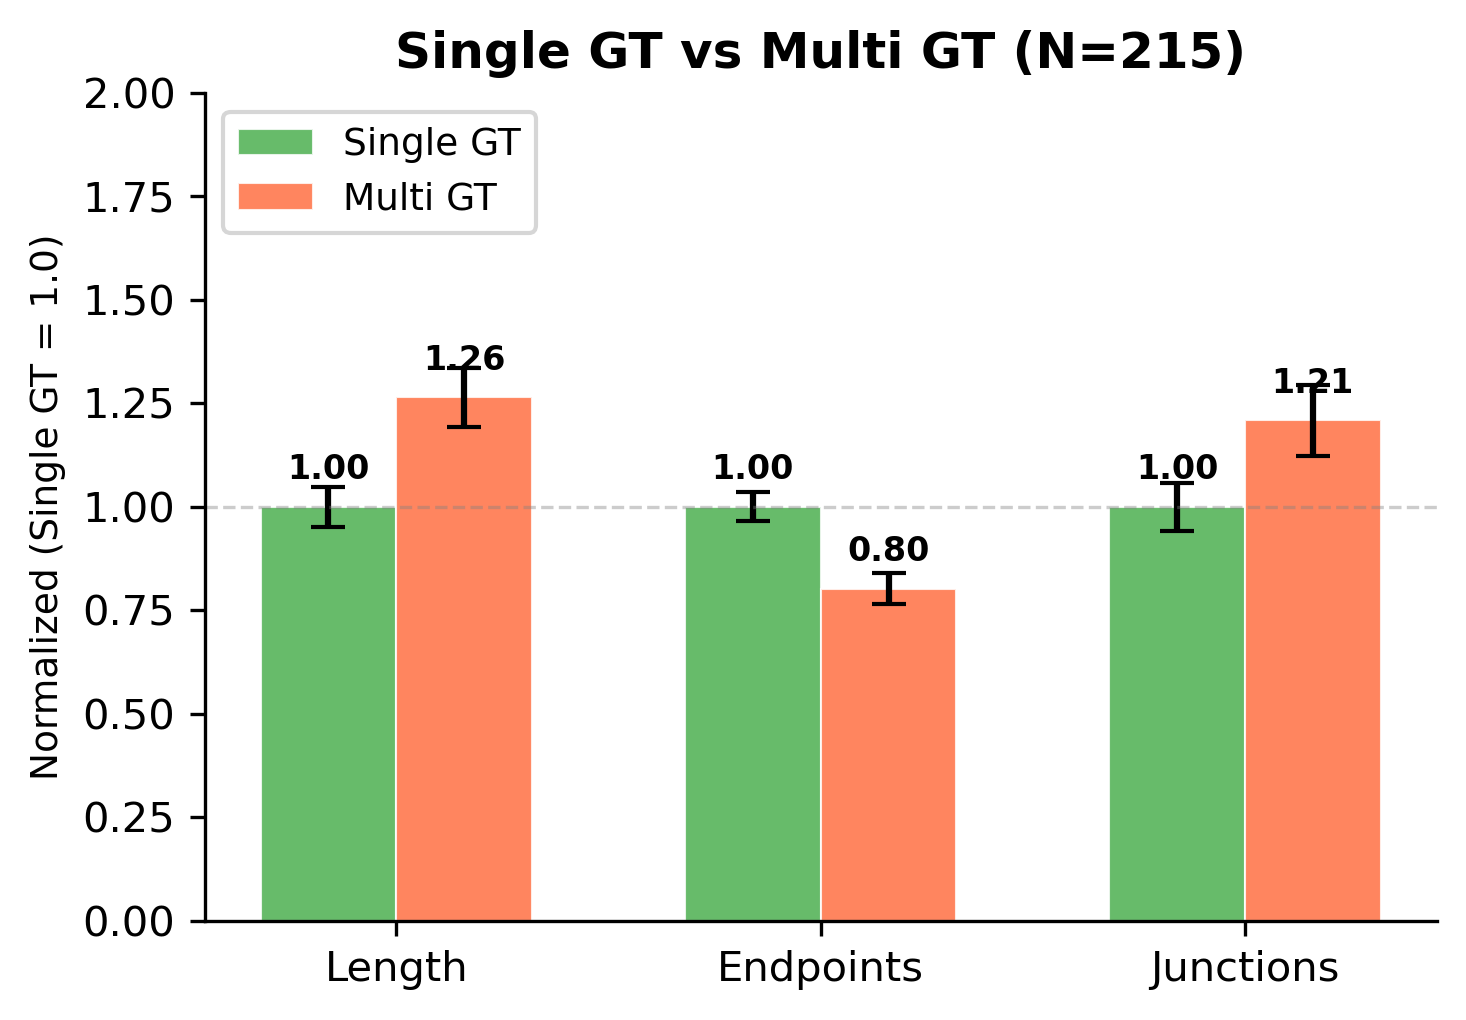 Single GT vs Multi GT (N=215)
Single GT
Multi GT
Normalized (Single GT = 1.0)
2.00
1.75
1.50
1.25
1.00
0.75
0.50
0.25
0.00
1.00
1.26
1.00
0.80
1.00
1.21
Length
Endpoints
Junctions